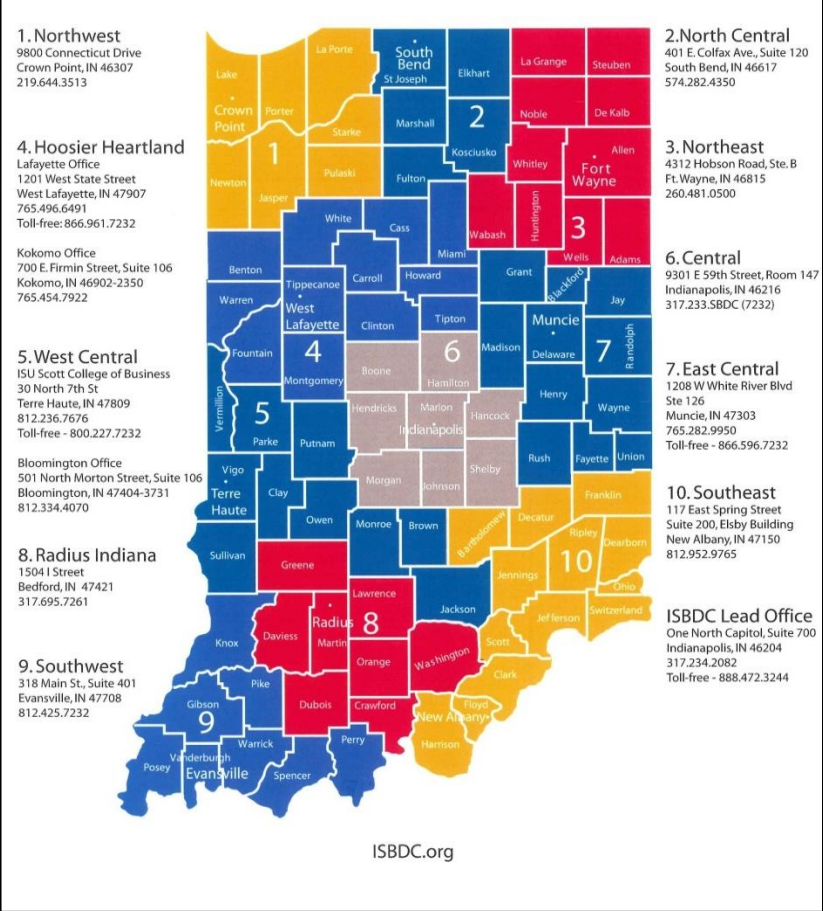 1. Northwest
9800 Connecticut Drive
Crown Point, IN 46307
219.644.3513
4. Hoosier Heartland
Lafayette Office
1201 West State Street
West Lafayette, IN 47907
765.496.6491
Toll-free: 866.961.7232
Kokomo Office
700 E. Firmin Street, Suite 106
Kokomo, IN 46902-2350
765.454.7922
5. West Central
ISU Scott College of Business
30 North 7th St
Terre Haute, IN 47809
812.236.7676
Toll-free - 800.227.7232
Bloomington Office
501 North Morton Street, Suite 106
Bloomington, IN 47404-3731
812.334.4070
8. Radius Indiana
1504 I Street
Bedford, IN 47421
317.695.7261
9. Southwest
318 Main St., Suite 401
Evansville, IN 47708
812.425.7232
La Porte
South
Bend
St Joseph
Elkhart
La Grange
Steuben
Lake
Porter
Crown
Point
Starke
Marshall
2
Kosciusko
Noble
De Kalb
1
Newton
Jasper
Pulaski
Fulton
Whitley
Allen
Fort
Wayne
White
Cass
Miami
Wabash
Huntington
3
Wells
Adams
Benton
Carroll
Howard
Grant
Blackford
Jay
Warren
Tippecanoe
West
Lafayette
Clinton
Tipton
Madison
Muncie
Delaware
7
Randolph
Fountain
4
Montgomery
Boone
6
Hamilton
Vermillion
5
Parke
Putnam
Hendricks
Marion
Indianapolis
Hancock
Henry
Wayne
Vigo
Terre
Haute
Clay
Owen
Morgan
Johnson
Shelby
Rush
Fayette
Union
Sullivan
Greene
Monroe
Brown
Bartholomew
Decatur
Franklin
Ripley
10
Dearborn
Jennings
Ohio
Lawrence
8
Jackson
Jefferson
Switzerland
Knox
Daviess
Radius
Martin
Orange
Washington
Scott
Clark
Pike
Gibson
9
Dubois
Crawford
Floyd
New Albany
Harrison
Posey
Vanderburgh
Evansville
Warrick
Spencer
Perry
2. North Central
401 E. Colfax Ave., Suite 120
South Bend, IN 46617
574.282.4350
3. Northeast
4312 Hobson Road, Ste. B
Ft. Wayne, IN 46815
260.481.0500
6. Central
9301 E 59th Street, Room 147
Indianapolis, IN 46216
317.233.SBDC (7232)
7. East Central
1208 W White River Blvd
Ste 126
Muncie, IN 47303
765.282.9950
Toll-free - 866.596.7232
10. Southeast
117 East Spring Street
Suite 200, Elsby Building
New Albany, IN 47150
812.952.9765
ISBDC Lead Office
One North Capitol, Suite 700
Indianapolis, IN 46204
317.234.2082
Toll-free - 888.472.3244
ISBDC.org